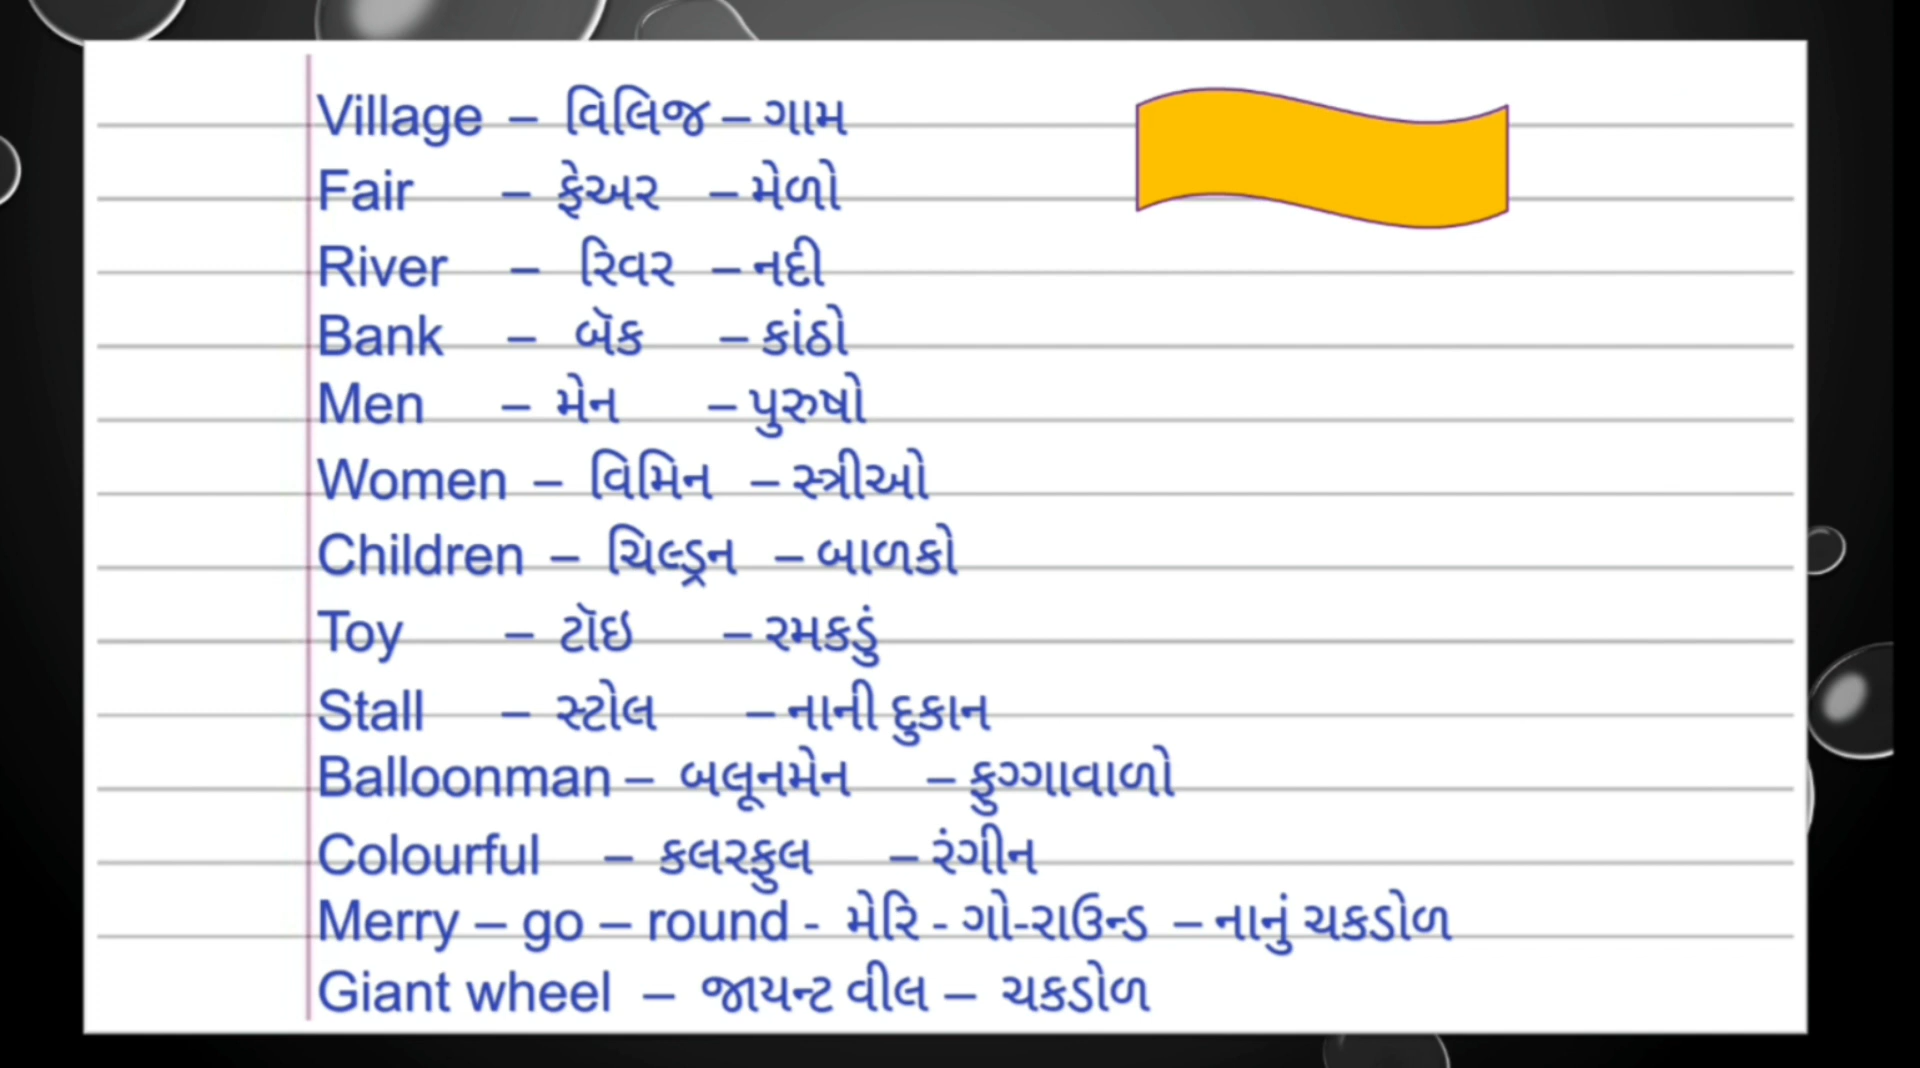 Village – વિલિજ – ગામ
Fair – ફેઅર – મેળો
River – રિવર – નદી
Bank – બૅંક – કાંઠો
Men – મેન – પુરુષો
Women – વિમિન – સ્ત્રીઓ
Children – ચિલ્ડ્રન – બાળકો
Toy – ટૉઇ – રમકડું
Stall – સ્ટોલ – નાની દુકાન
Balloonman – બલૂનમેન – ફુગ્ગાવાળો
Colourful – કલરફુલ – રંગીન
Merry – go – round - મેરિ - ગો-રાઉન્ડ – નાનું ચકડોળ
Giant wheel – જાયન્ટ વીલ – ચકડોળ